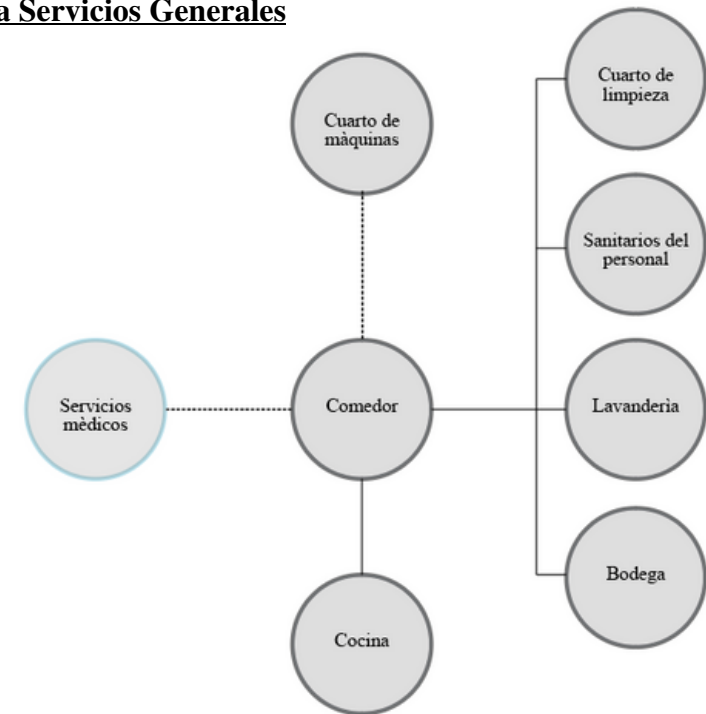 a Servicios Generales
Cuarto de
limpieza
Cuarto de
màquinas
Sanitarios del
personal
Servicios
mèdicos
Comedor
Lavanderìa
Bodega
Cocina